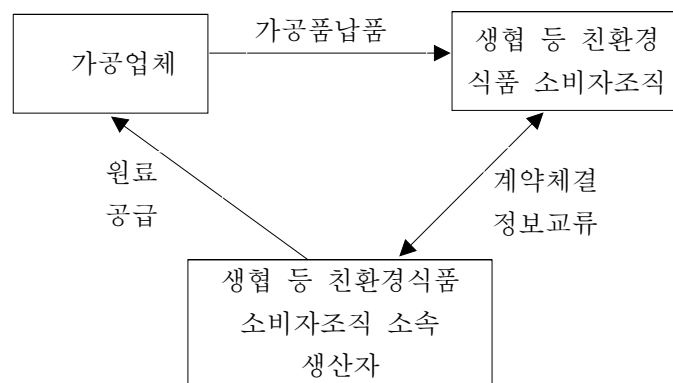 가공품납품
가공업체
생협 등 친환경
식품 소비자조직
원료
공급
계약체결
정보교류
생협 등 친환경식품
소비자조직 소속
생산자